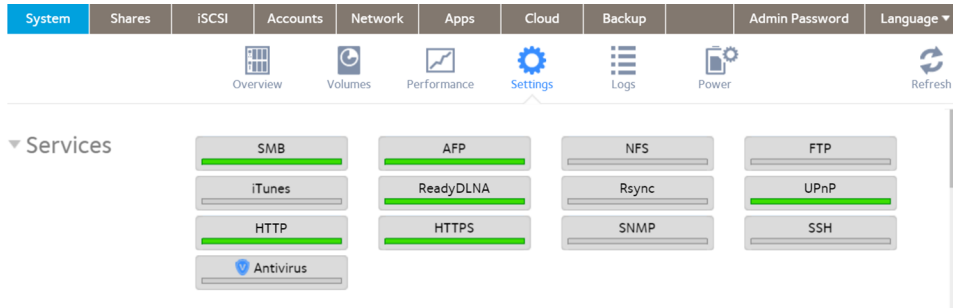 System Shares iSCSI Accounts Network Apps Cloud Backup Admin Password Language
Overview Volumes Performance Settings Logs Power Refresh
Services
SMB AFP NFS FTP
iTunes ReadyDLNA Rsync UPnP
HTTP HTTPS SNMP SSH
V Antivirus